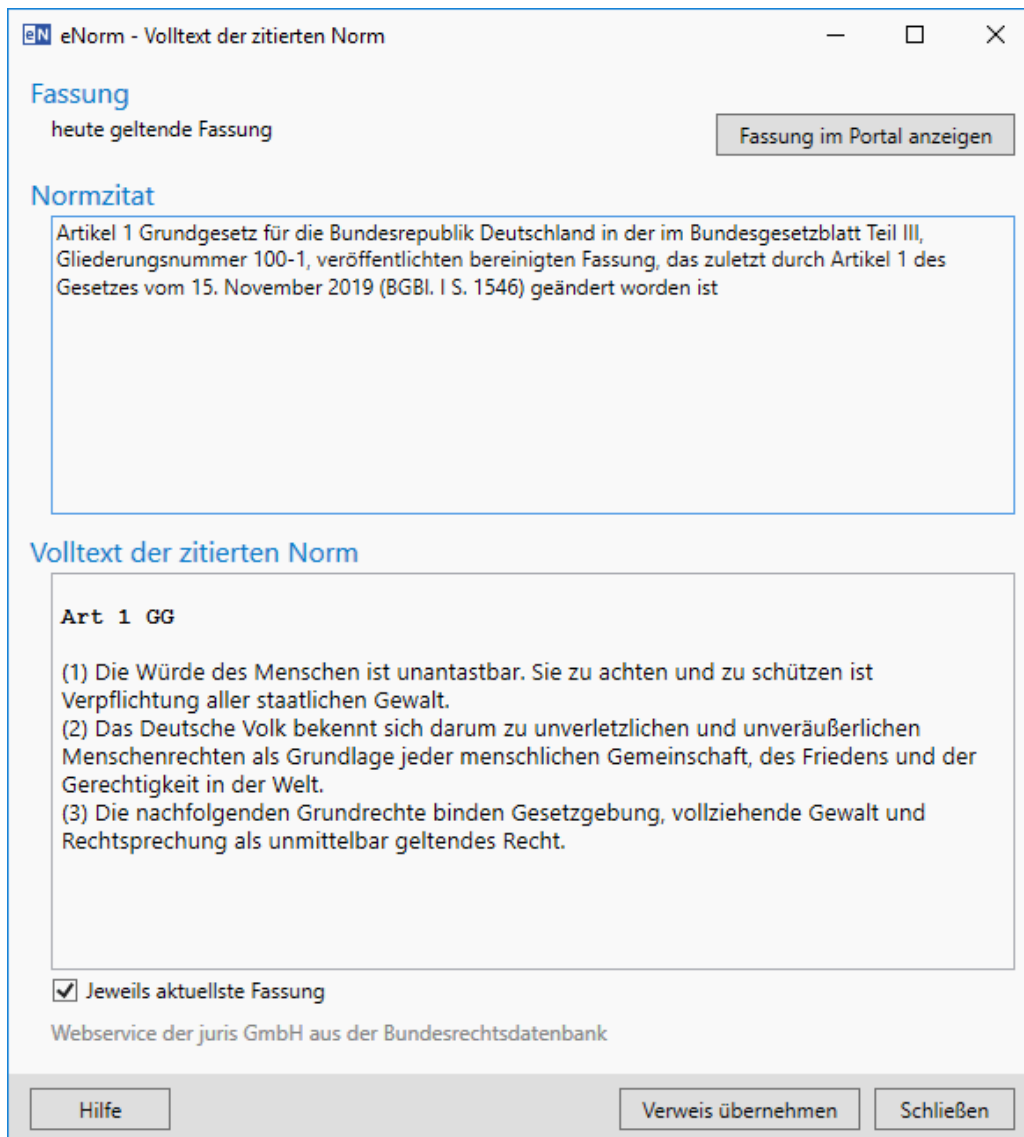 eN eNorm - Volltext der zitierten Norm
Fassung
heute geltende Fassung
Fassung im Portal anzeigen
Normzitat
Artikel 1 Grundgesetz für die Bundesrepublik Deutschland in der im Bundesgesetzblatt Teil III,
Gliederungsnummer 100-1, veröffentlichten bereinigten Fassung, das zuletzt durch Artikel 1 des
Gesetzes vom 15. November 2019 (BGBl. I S. 1546) geändert worden ist
Volltext der zitierten Norm
Art 1 GG
(1) Die Würde des Menschen ist unantastbar. Sie zu achten und zu schützen ist
Verpflichtung aller staatlichen Gewalt.
(2) Das Deutsche Volk bekennt sich darum zu unverletzlichen und unveräußerlichen
Menschenrechten als Grundlage jeder menschlichen Gemeinschaft, des Friedens und der
Gerechtigkeit in der Welt.
(3) Die nachfolgenden Grundrechte binden Gesetzgebung, vollziehende Gewalt und
Rechtsprechung als unmittelbar geltendes Recht.
Jeweils aktuellste Fassung
Webservice der juris GmbH aus der Bundesrechtsdatenbank
Hilfe
Verweis übernehmen
Schließen